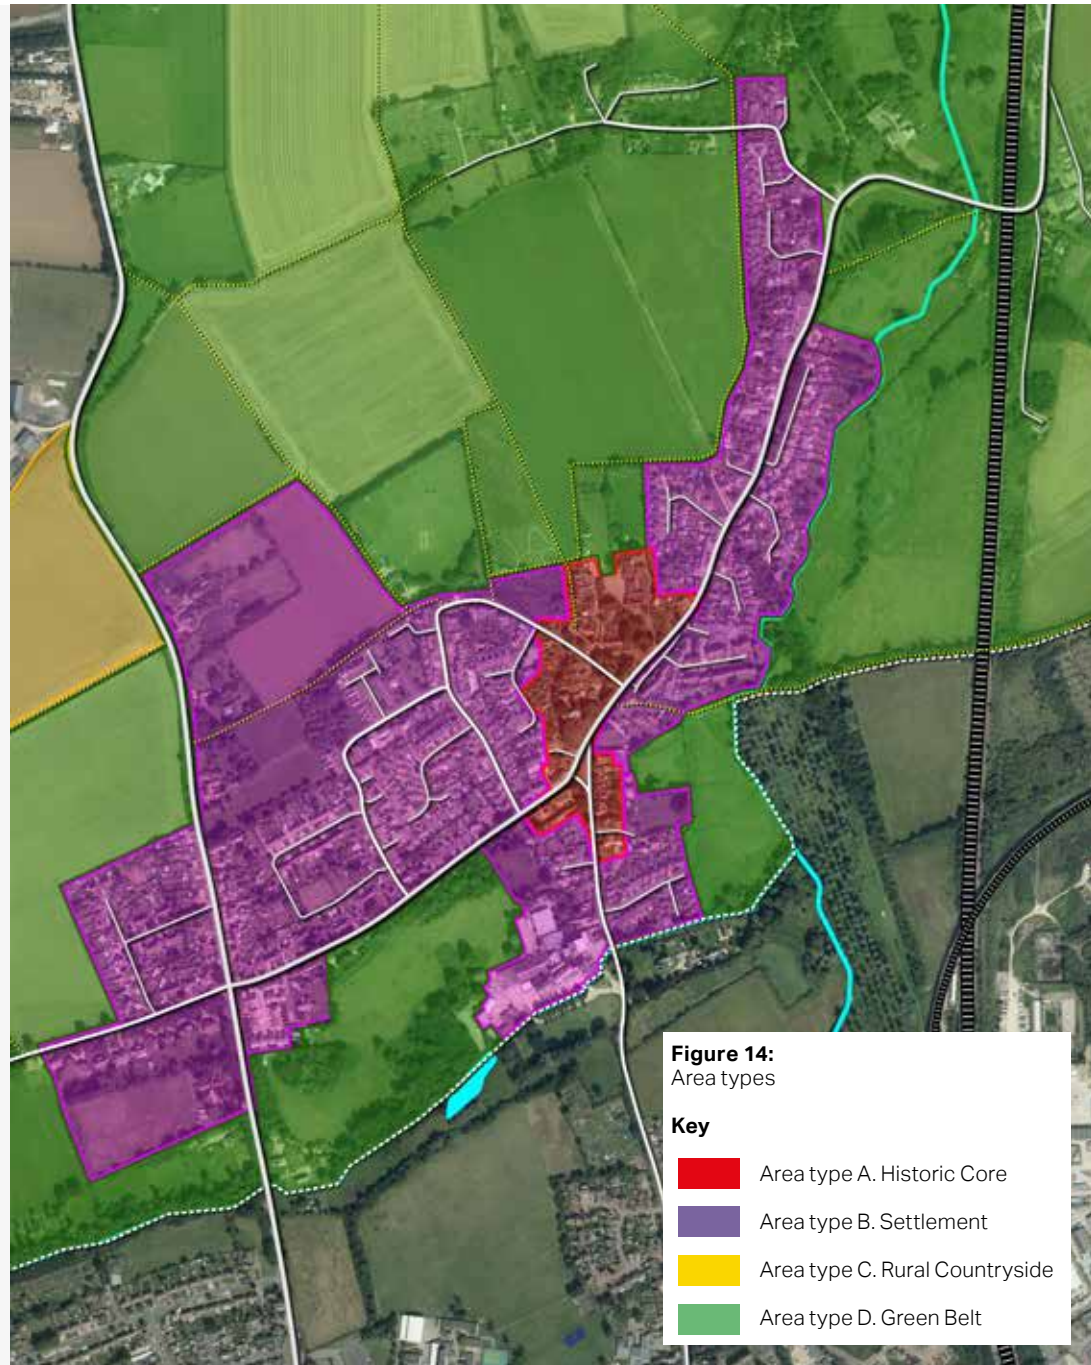 Figure 14:
Area types
Key
Area type A. Historic Core
Area type B. Settlement
Area type C. Rural Countryside
Area type D. Green Belt